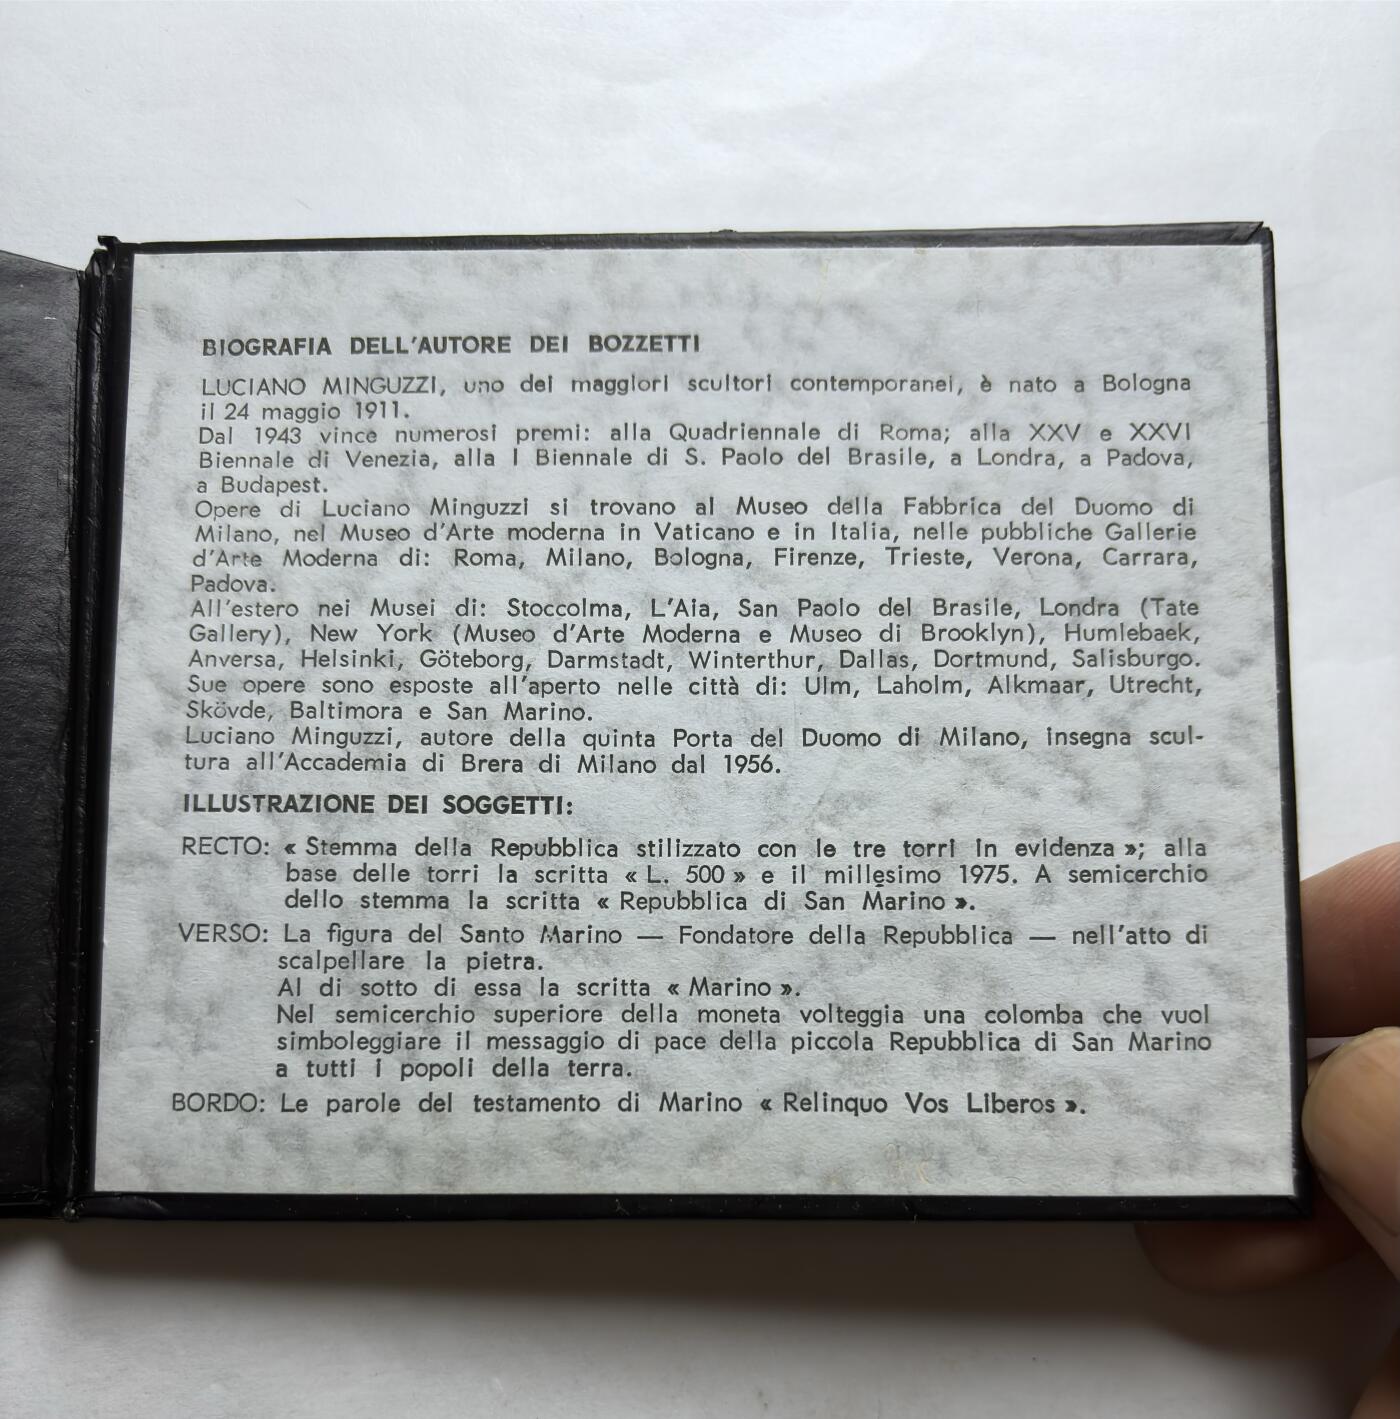 BIOGRAFIA DELL'AUTORE DEI BOZZETTI
LUCIANO MINGUZZI, uno dei maggiori scultori contemporanei, è nato a Bologna
il 24 maggio 1911.
Dal 1943 vince numerosi premi: alla Quadriennale di Roma; alla XXV e XXVI
Biennale di Venezia, alla I Biennale di S. Paolo del Brasile, a Londra, a Padova,
a Budapest.
Opere di Luciano Minguzzi si trovano al Museo della Fabbrica del Duomo di
Milano, nel Museo d'Arte moderna in Vaticano e in Italia, nelle pubbliche Gallerie
d'Arte Moderna di: Roma, Milano, Bologna, Firenze, Trieste, Verona, Carrara,
Padova.
All'estero nei Musei di: Stoccolma, L'Aia, San Paolo del Brasile, Londra (Tate
Gallery), New York (Museo d'Arte Moderna e Museo di Brooklyn), Humlebaek,
Anversa, Helsinki, Göteborg, Darmstadt, Winterthur, Dallas, Dortmund, Salisburgo.
Sue opere sono esposte all'aperto nelle città di: Ulm, Laholm, Alkmaar, Utrecht,
Skövde, Baltimora e San Marino.
Luciano Minguzzi, autore della quinta Porta del Duomo di Milano, insegna scul-
tura all'Accademia di Brera di Milano dal 1956.
ILLUSTRAZIONE DEI SOGGETTI:
RECTO: « Stemma della Repubblica stilizzato con le tre torri in evidenza »; alla
base delle torri la scritta « L. 500 » e il millesimo 1975. A semicerchio
dello stemma la scritta « Repubblica di San Marino ».
VERSO: La figura del Santo Marino — Fondatore della Repubblica — nell'atto di
scalpellare la pietra.
Al di sotto di essa la scritta « Marino ».
Nel semicerchio superiore della moneta volteggia una colomba che vuol
simboleggiare il messaggio di pace della piccola Repubblica di San Marino
a tutti i popoli della terra.
BORDO: Le parole del testamento di Marino « Relinquo Vos Liberos ».